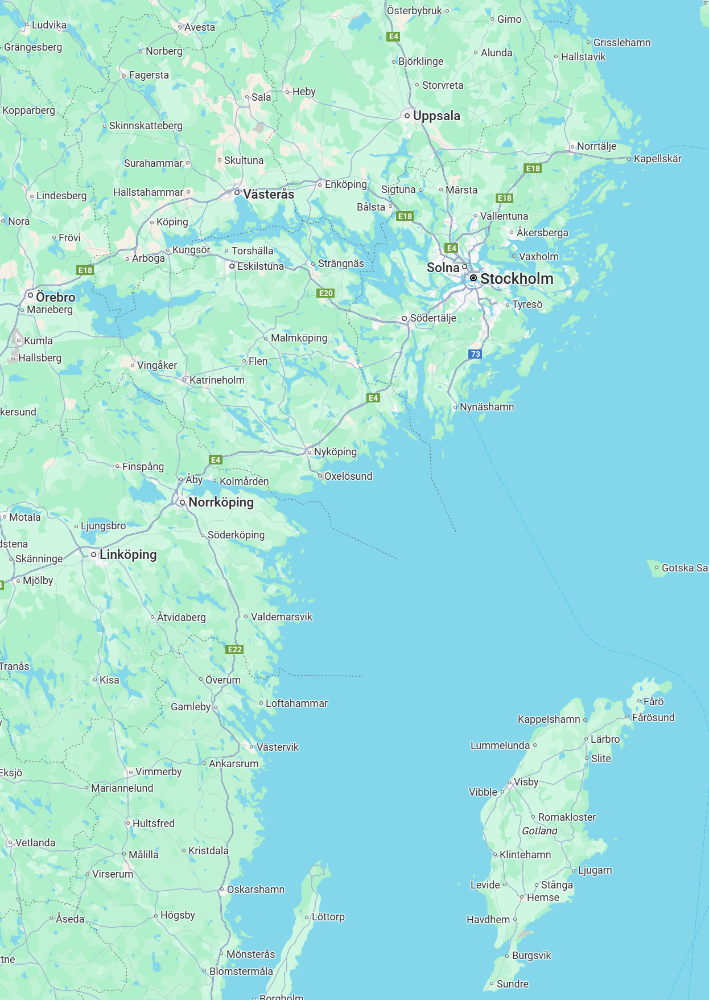 Österbybruk
Gimo
Ludvika
Avesta
E4
Grisslehamn
Grängesberg
Norberg
Alunda
Hallstavik
Björklinge
Fagersta
Storvreta
Heby
Sala
Kopparberg
Uppsala
Skinnskatteberg
Norrtälje
Kapellskär
Skultuna
Surahammar
E18
Enköping
Sigtuna
Märsta
Hallstahammar
Västerås
Lindesberg
E18
Bålsta
E18
Vallentuna
Nora
Köping
Åkersberga
Frövi
E4
Kungsör
Torshälla
Vaxholm
Arboga
Strängnäs
Eskilstuna
Solna
E18
Stockholm
E20
Örebro
Tyresö
Marieberg
Södertälje
Malmköping
Kumla
73
Hallsberg
Flen
Vingåker
Katrineholm
E4
Nynäshamn
kersund
Nyköping
E4
Finspång
Oxelösund
Åby
Kolmården
Norrköping
Motala
Ljungsbro
Söderköping
dstena
Linköping
Skänninge
Gotska Sa
Mjölby
4
Åtvidaberg
Valdemarsvik
E22
Tranås
Kisa
Överum
Fårö
Loftahammar
Gamleby
Fårösund
Kappelshamn
Lärbro
Lummelunda
Västervik
Slite
Ankarsrum
Vimmerby
Eksjö
Visby
Mariannelund
Vibble
Romakloster
Hultsfred
Gotland
Vetlanda
Kristdala
Målilla
Klintehamn
Ljugarn
Virserum
Levide
Stånga
Oskarshamn
Hemse
Högsby
Löttorp
Åseda
Havdhem
Mönsterås
Burgsvik
ttne
Blomstermåla
Sundre
Borgholm